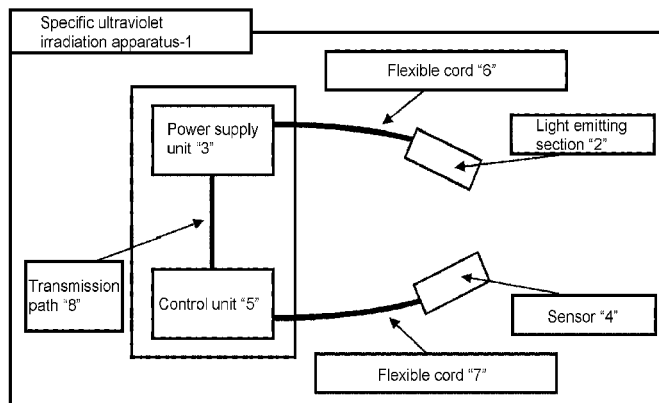 Specific ultraviolet
irradiation apparatus-1
Flexible cord “6”
Power supply
unit “3”
Light emitting
section “2”
Transmission
path “8”
Control unit “5”
Sensor “4”
Flexible cord “7”